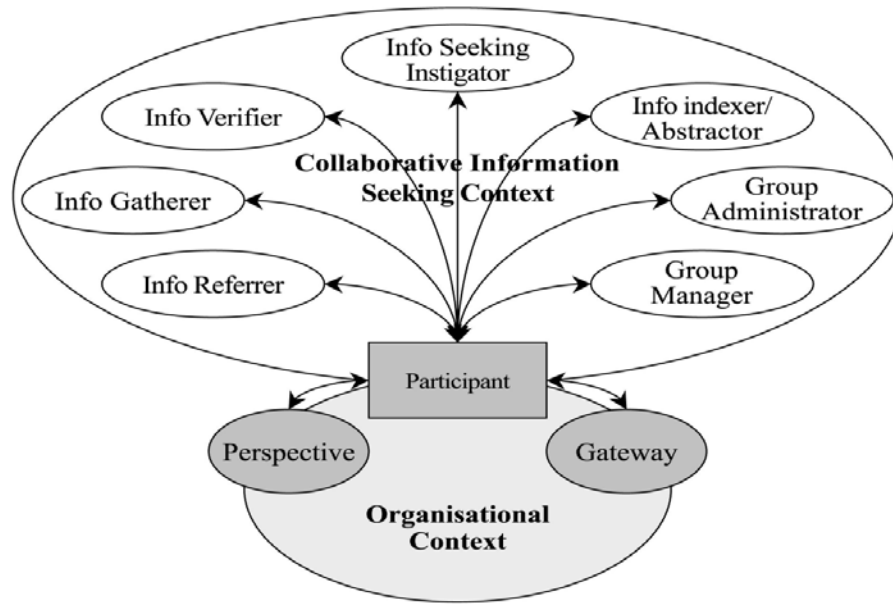 Info Seeking
Instigator
Info Verifier
Info indexer/
Abstractor
Collaborative Information
Seeking Context
Info Gatherer
Group
Administrator
Info Referrer
Group
Manager
Participant
Perspective
Gateway
Organisational
Context